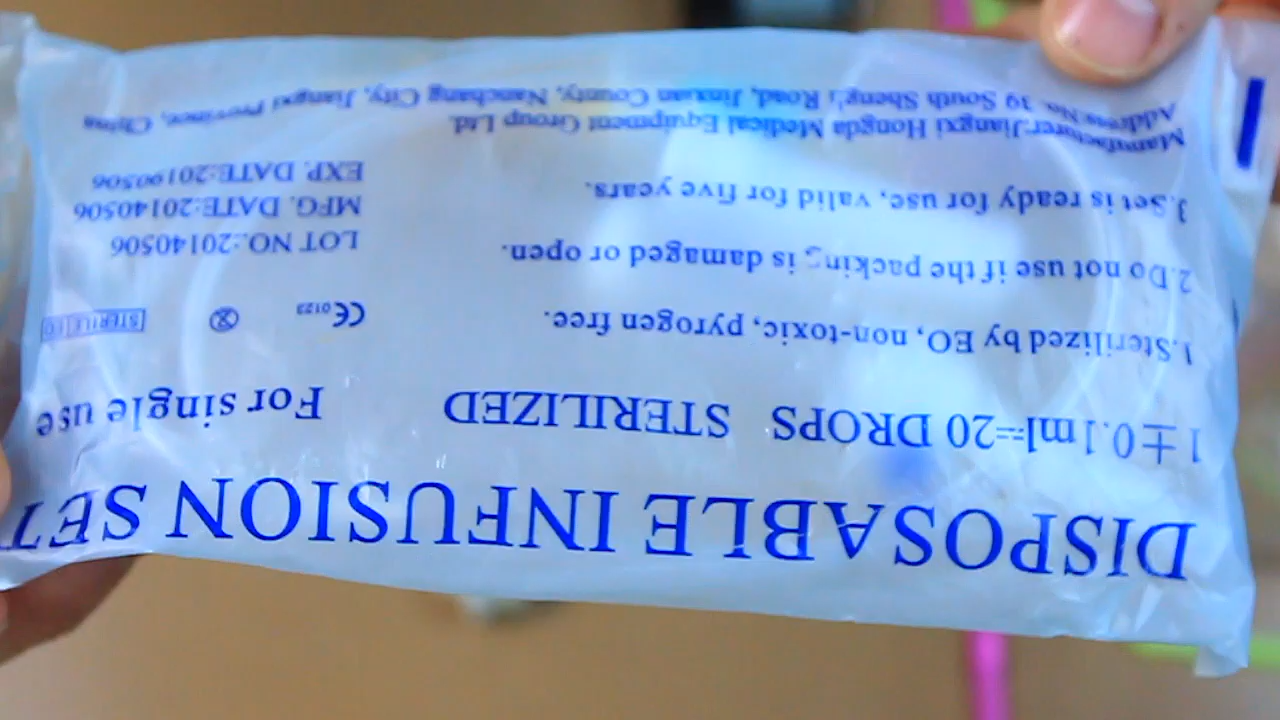 DISPOSABLE INFUSION SET
1±0.1ml=20 DROPS STERILIZED For single use
1.Sterilized by EO, non-toxic, pyrogen free.
CE0123
STERILE EO
2.Do not use if the packing is damaged or open.
LOT NO.:20140506
3.Set is ready for use, valid for five years.
MFG. DATE:20140506
EXP. DATE:20190506
Manufacturer:Jiangxi Hongda Medical Equipment Group Ltd.
Address:No. 39 South Shengli Road, Jinxian County, Nanchang City, Jiangxi Province, China